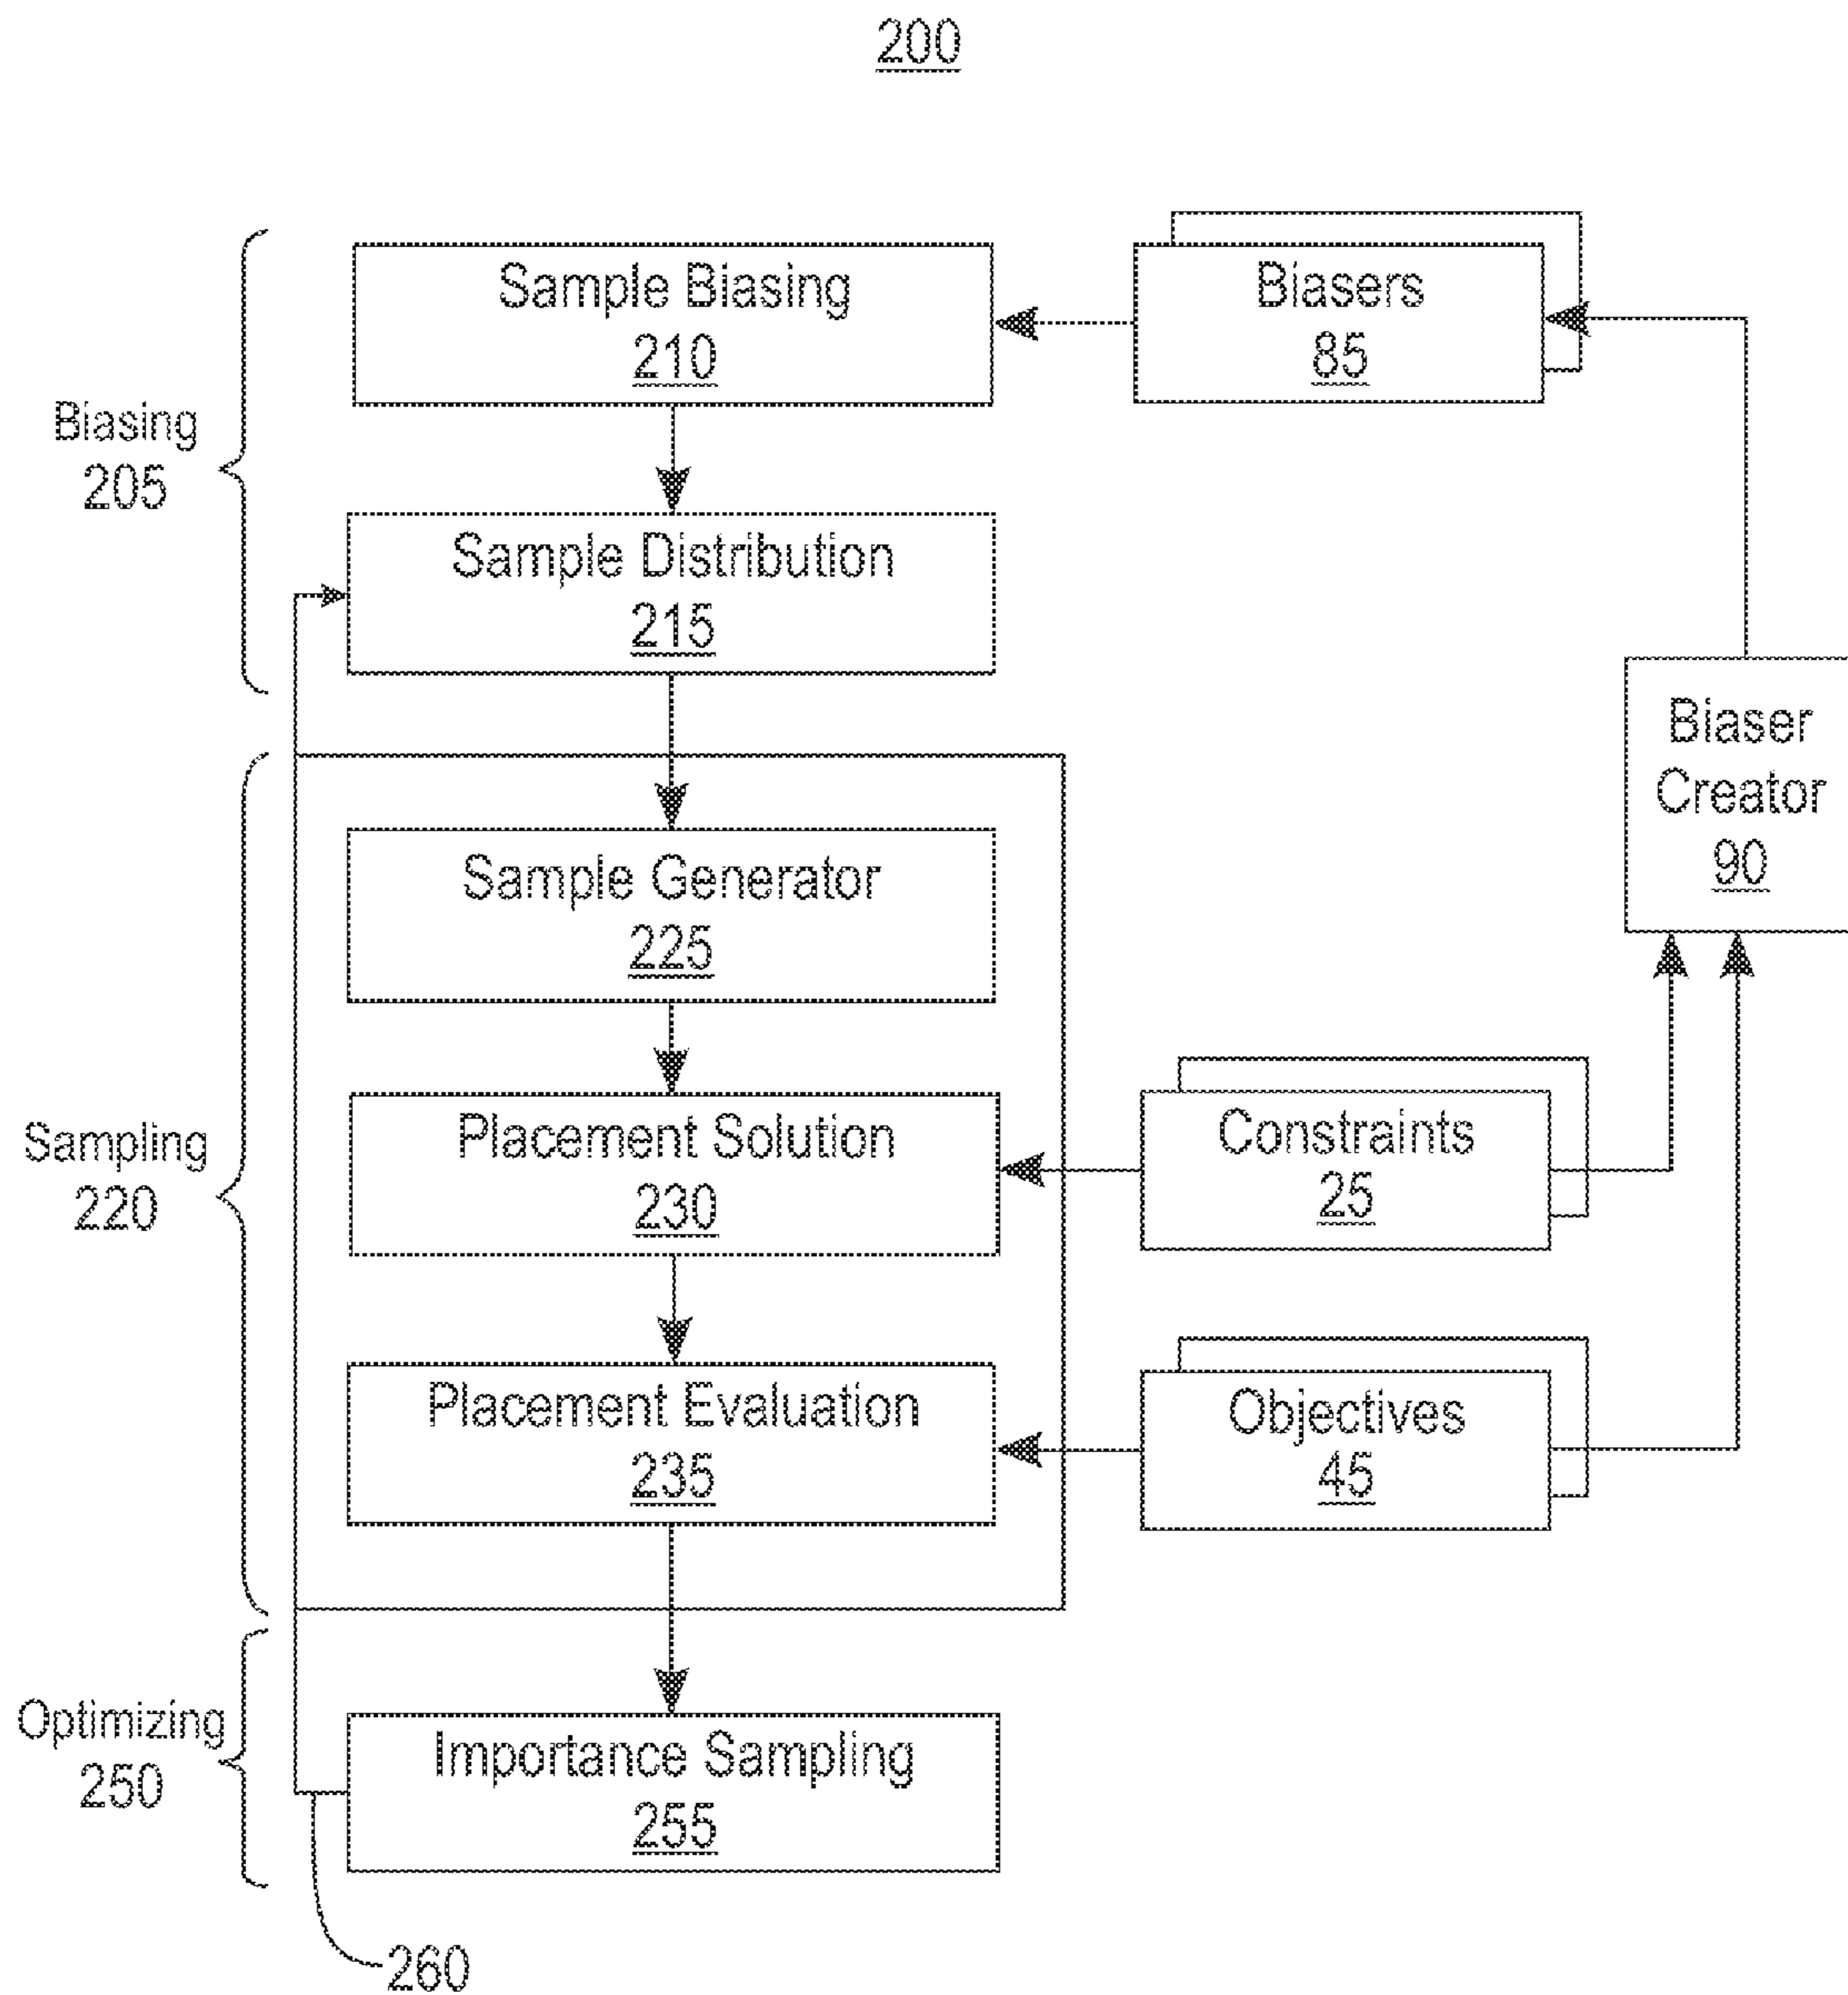 200
Sample Biasing
210
Biasers
85
Biasing
205
Sample Distribution
215
Biaser
Creator
90
Sample Generator
225
Sampling
220
Placement Solution
230
Constraints
25
Placement Evaluation
235
Objectives
45
Optimizing
250
Importance Sampling
255
260